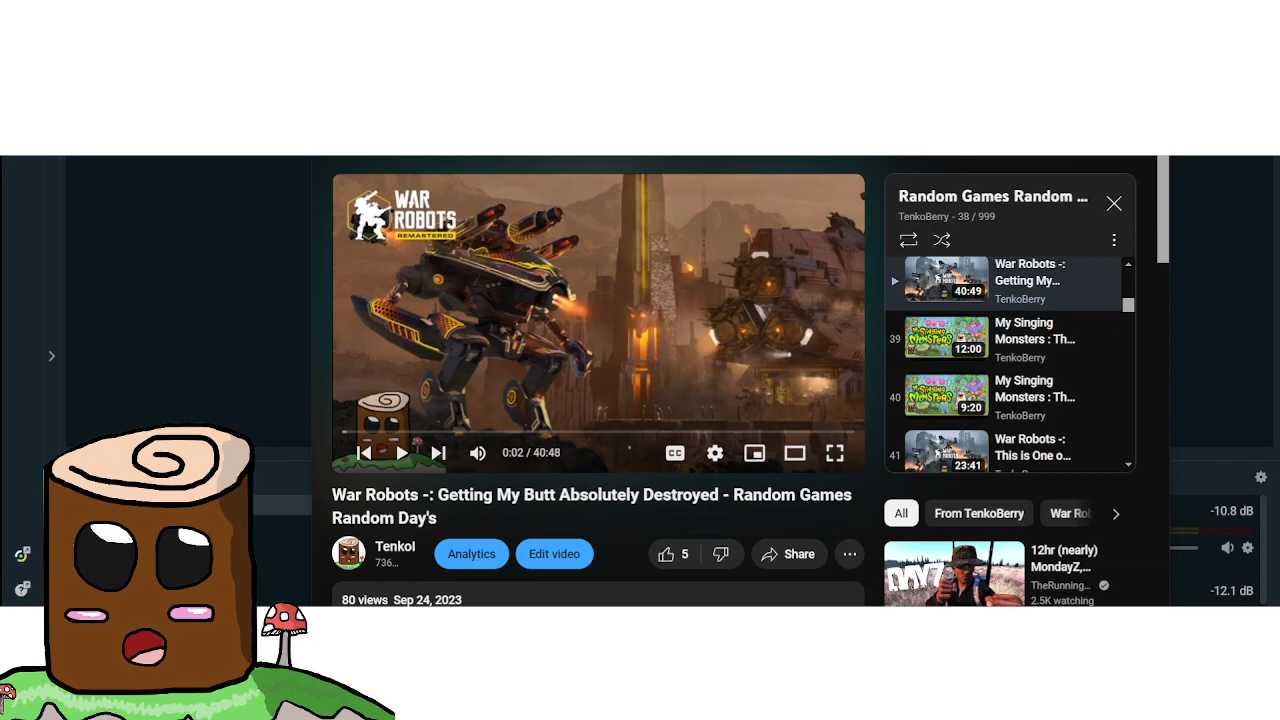 WAR
ROBOTS
REMASTERED
0:02 / 40:48
CC
War Robots -: Getting My Butt Absolutely Destroyed - Random Games
Random Day's
Tenkol
736...
Analytics
Edit video
5
Share
80 views Sep 24, 2023
Random Games Random ...
TenkoBerry - 38 / 999
War Robots -:
Getting My...
TenkoBerry
40:49
39
My Singing
Monsters : Th...
TenkoBerry
12:00
40
My Singing
Monsters : Th...
TenkoBerry
9:20
41
War Robots -:
This is One o...
23:41
All
From TenkoBerry
War Rob
DAYZ
12hr (nearly)
MondayZ,...
TheRunning...
2.5K watching
-10.8 dB
-12.1 dB